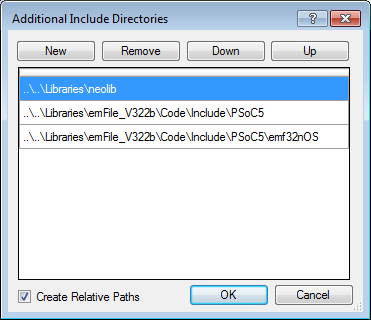 Additional Include Directories
New Remove Down Up
..\..\Libraries\neolib
..\..\Libraries\emFile_V322b\Code\Include\PSoC5
..\..\Libraries\emFile_V322b\Code\Include\PSoC5\emf32nOS
Create Relative Paths OK Cancel